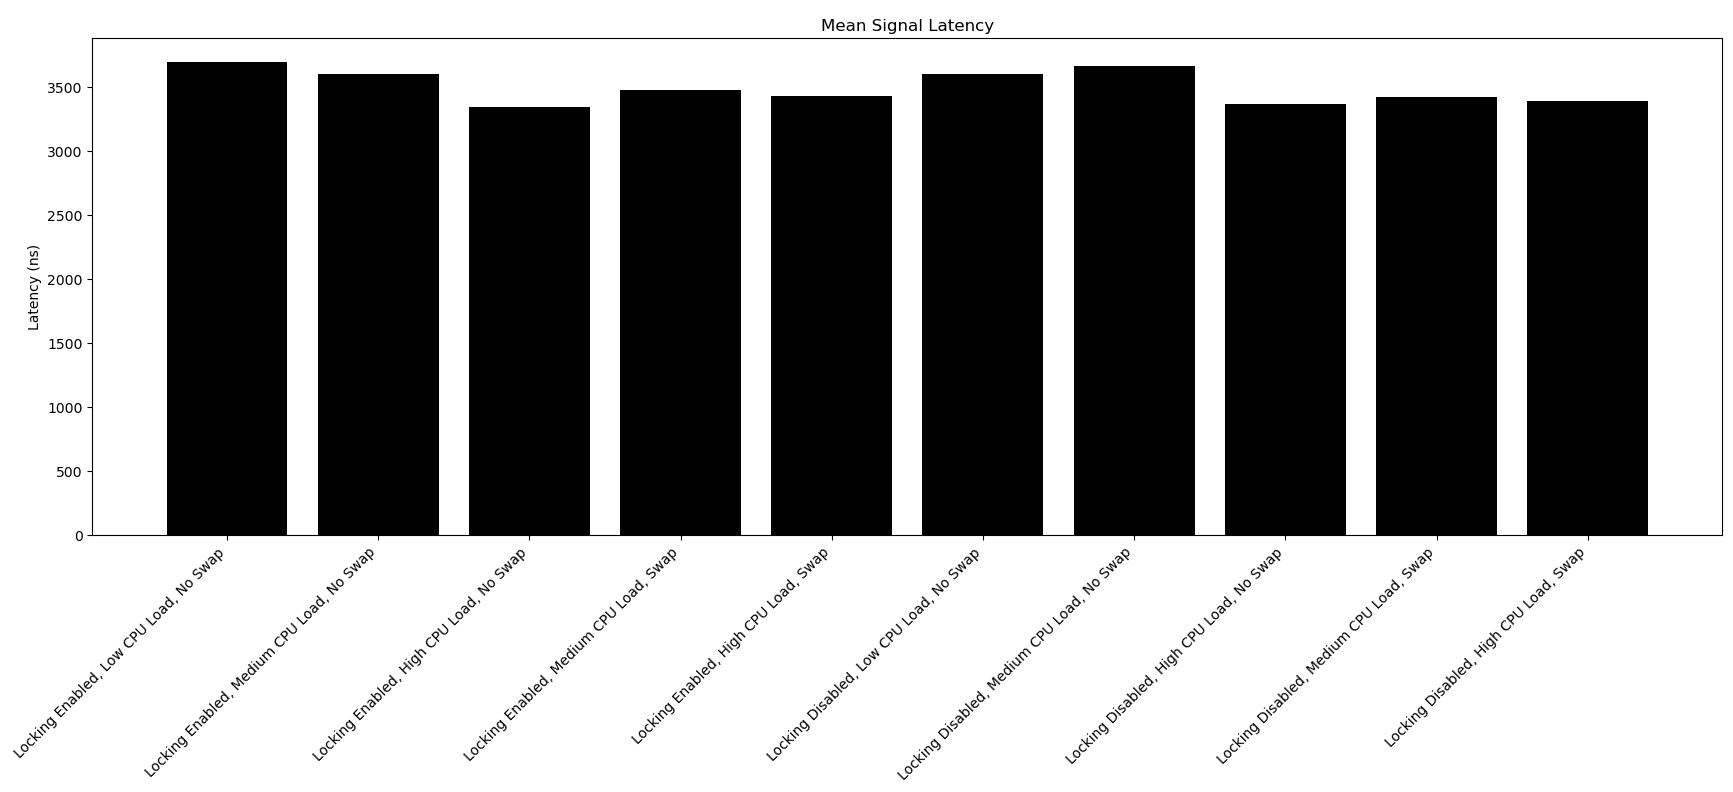 Mean Signal Latency
Latency (ns)
3500
3000
2500
2000
1500
1000
500
0
Locking Enabled, Low CPU Load, No Swap
Locking Enabled, Medium CPU Load, No Swap
Locking Enabled, High CPU Load, No Swap
Locking Enabled, Medium CPU Load, Swap
Locking Enabled, High CPU Load, Swap
Locking Disabled, Low CPU Load, No Swap
Locking Disabled, Medium CPU Load, No Swap
Locking Disabled, High CPU Load, No Swap
Locking Disabled, Medium CPU Load, Swap
Locking Disabled, High CPU Load, Swap